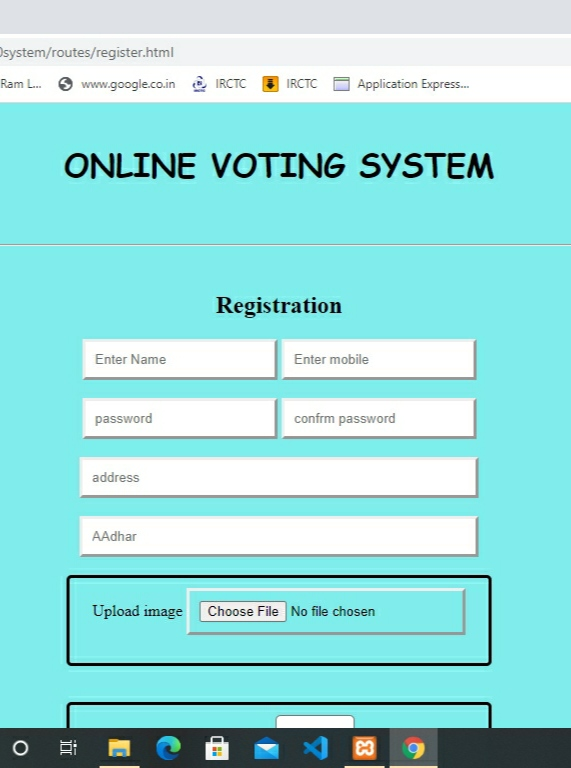 0system/routes/register.html
Ram L... www.google.co.in IRCTC IRCTC Application Express...
ONLINE VOTING SYSTEM
Registration
Enter Name Enter mobile
password confrm password
address
AAdhar
Upload image Choose File No file chosen